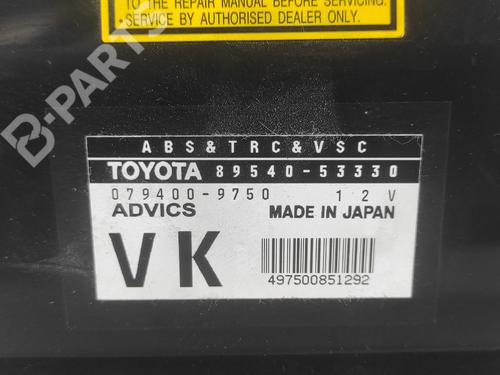 TO THE REPAIR MANUAL BEFORE SERVICING.
SERVICE BY AUTHORISED DEALER ONLY.
B-PARTS
ABS&TRC&VSC
TOYOTA 89540-53330
079400-9750 12V
ADVICS MADE IN JAPAN
VK
497500851292